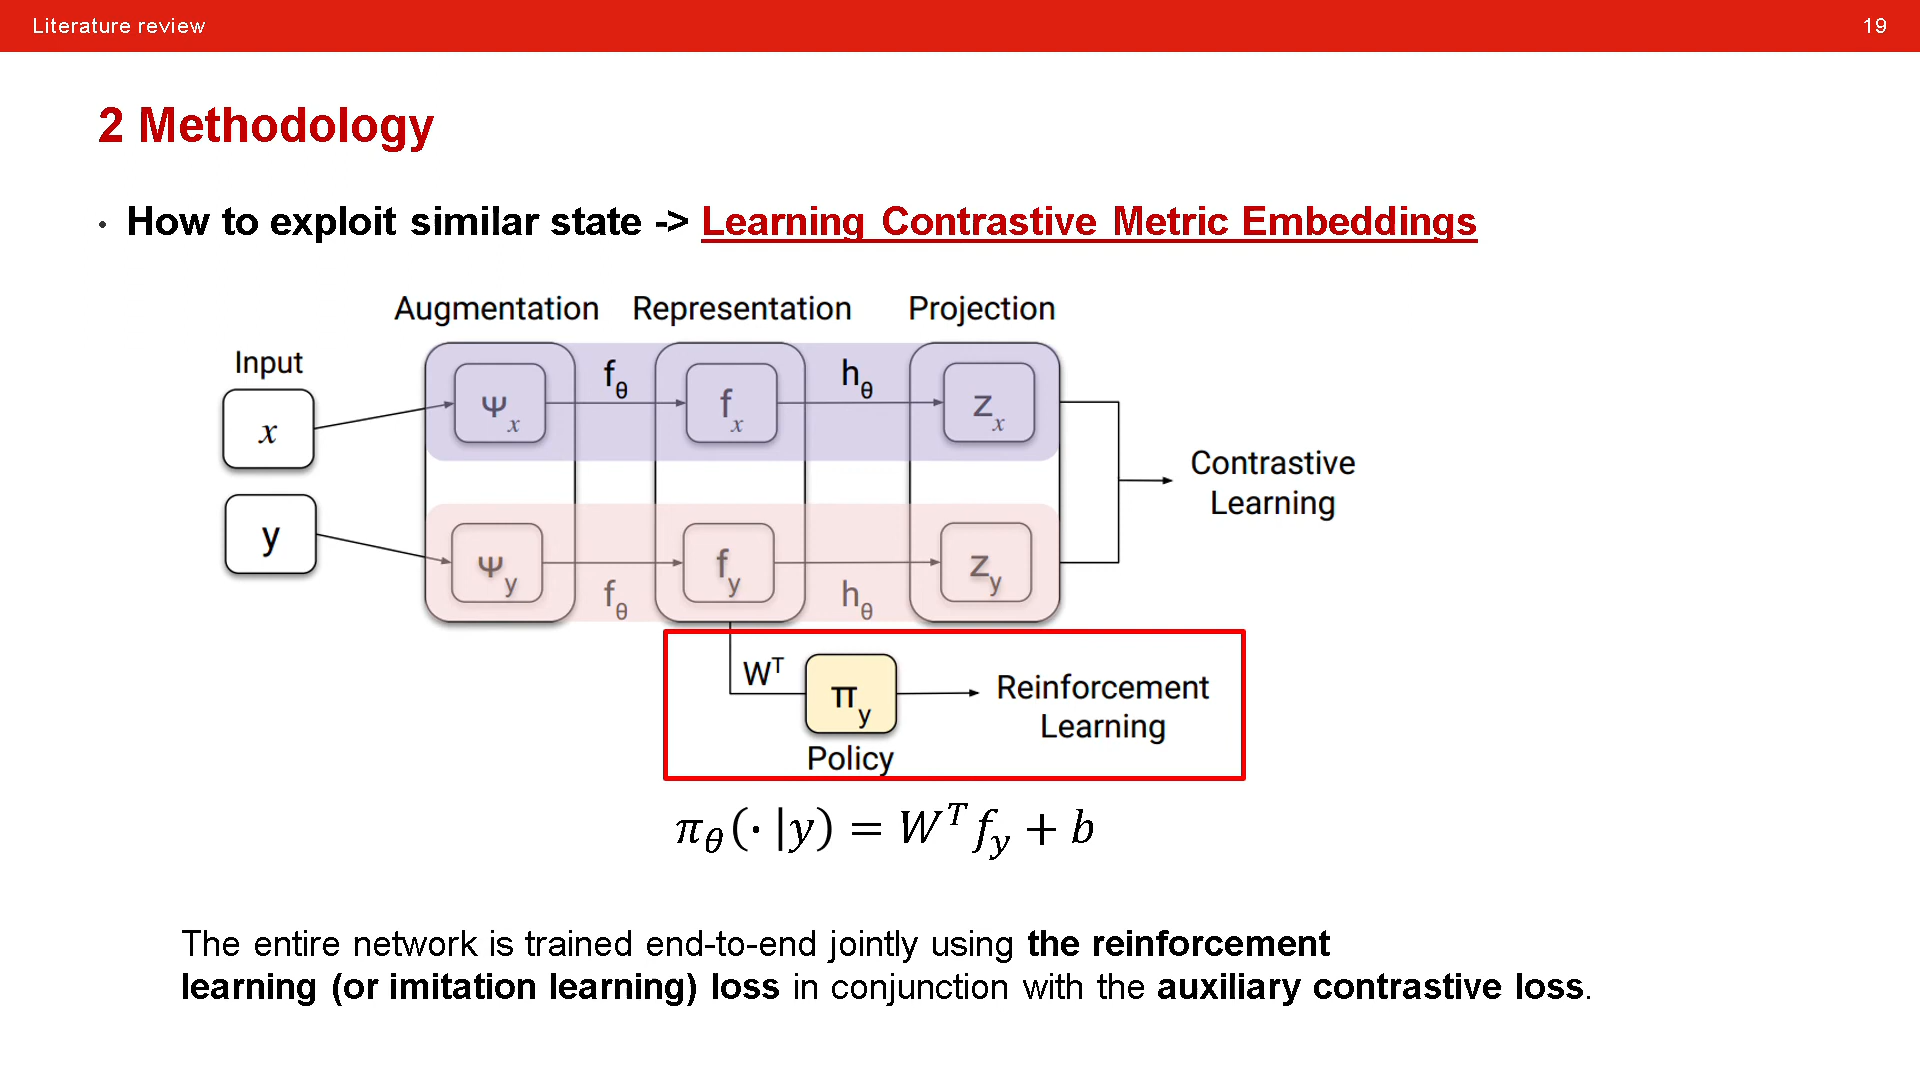 Literature review
19
2 Methodology
• How to exploit similar state -> Learning Contrastive Metric Embeddings
Augmentation Representation Projection
Input
x
ψx fθ fx hθ zx
Contrastive
Learning
y
ψy fθ fy hθ zy
Wᵀ
πy
Policy
Reinforcement
Learning
πθ(· |y) = Wᵀfy + b
The entire network is trained end-to-end jointly using the reinforcement
learning (or imitation learning) loss in conjunction with the auxiliary contrastive loss.